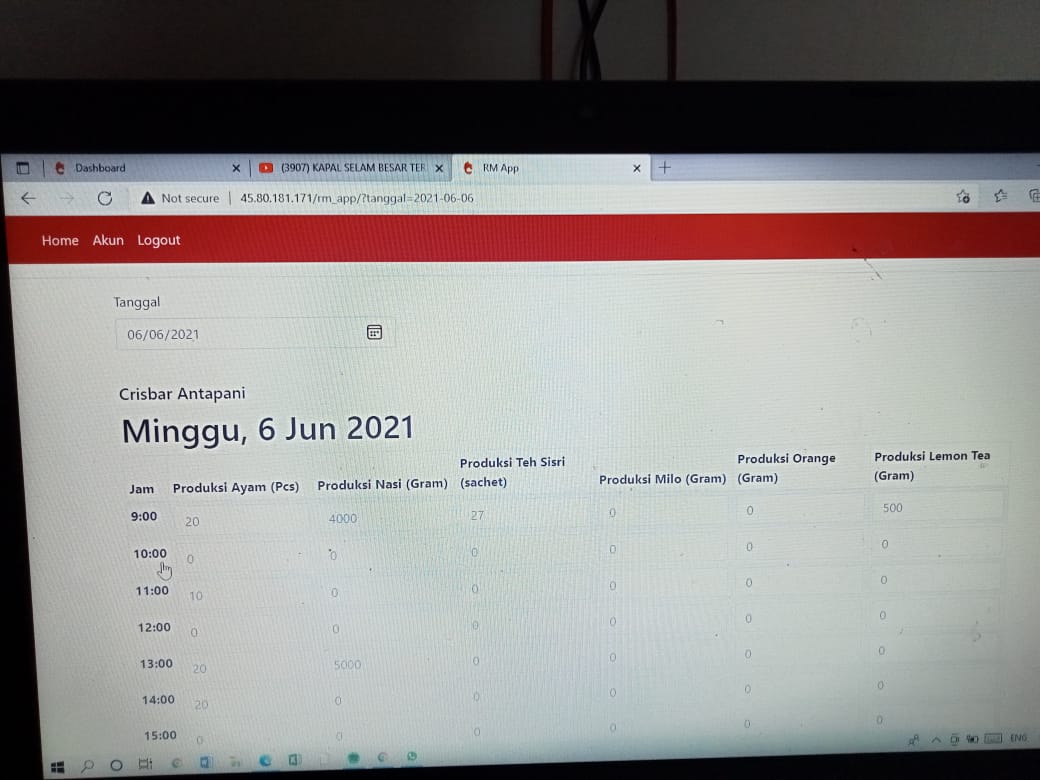 Dashboard
(3907) KAPAL SELAM BESAR TER
RM App
Not secure
45.80.181.171/rm_app/?tanggal=2021-06-06
Home Akun Logout
Tanggal
06/06/2021
Crisbar Antapani
Minggu, 6 Jun 2021
Jam Produksi Ayam (Pcs) Produksi Nasi (Gram) Produksi Teh Sisri (sachet) Produksi Milo (Gram) Produksi Orange (Gram) Produksi Lemon Tea (Gram)
9:00 20 4000 27 0 0 500
10:00 0 0 0 0 0 0
11:00 10 0 0 0 0 0
12:00 0 0 0 0 0 0
13:00 20 5000 0 0 0 0
14:00 20 0 0 0 0 0
15:00 0 0 0 0 0 0
ENG